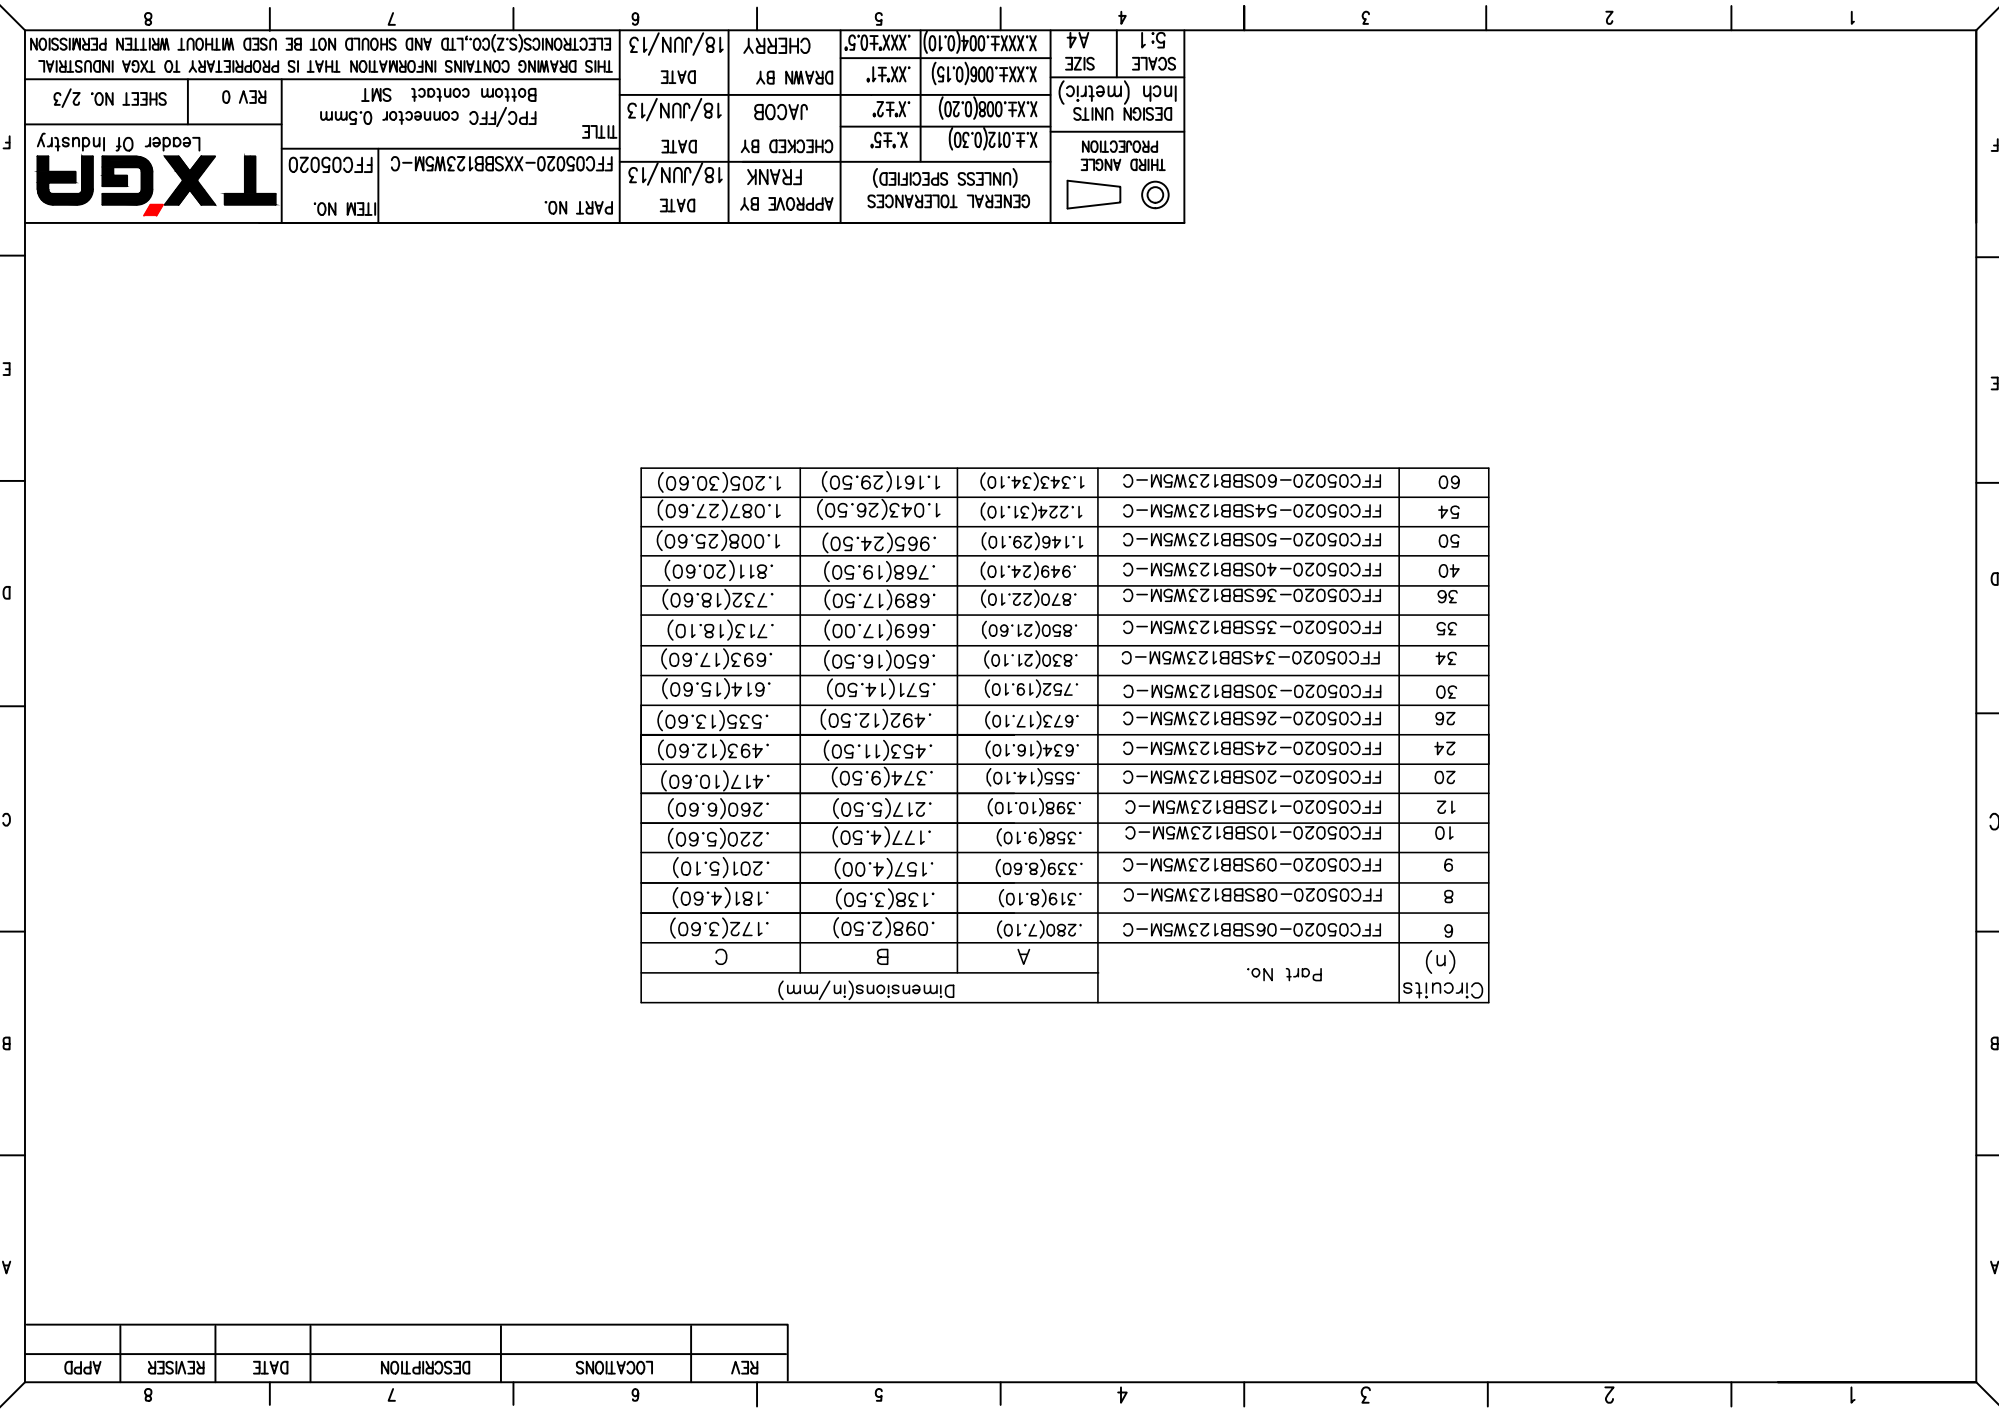 1 2 3 4 5 6 7 8
REV LOCATIONS DESCRIPTION DATE REVISER APPD
A A
B B
C C
D D
E E
F F
Circuits (n) Part No. Dimensions(in/mm)
A B C
6 FFC05020-06SBB123W5M-C .280(7.10) .098(2.50) .172(3.60)
8 FFC05020-08SBB123W5M-C .319(8.10) .138(3.50) .181(4.60)
9 FFC05020-09SBB123W5M-C .339(8.60) .157(4.00) .201(5.10)
10 FFC05020-10SBB123W5M-C .358(9.10) .177(4.50) .220(5.60)
12 FFC05020-12SBB123W5M-C .398(10.10) .217(5.50) .260(6.60)
20 FFC05020-20SBB123W5M-C .555(14.10) .374(9.50) .417(10.60)
24 FFC05020-24SBB123W5M-C .634(16.10) .453(11.50) .493(12.60)
26 FFC05020-26SBB123W5M-C .673(17.10) .492(12.50) .535(13.60)
30 FFC05020-30SBB123W5M-C .752(19.10) .571(14.50) .614(15.60)
34 FFC05020-34SBB123W5M-C .830(21.10) .650(16.50) .693(17.60)
35 FFC05020-35SBB123W5M-C .850(21.60) .669(17.00) .713(18.10)
36 FFC05020-36SBB123W5M-C .870(22.10) .689(17.50) .732(18.60)
40 FFC05020-40SBB123W5M-C .949(24.10) .768(19.50) .811(20.60)
50 FFC05020-50SBB123W5M-C 1.146(29.10) .965(24.50) 1.008(25.60)
54 FFC05020-54SBB123W5M-C 1.224(31.10) 1.043(26.50) 1.087(27.60)
60 FFC05020-60SBB123W5M-C 1.343(34.10) 1.161(29.50) 1.205(30.60)
THIRD ANGLE
PROJECTION
DESIGN UNITS
Inch (metric)
SCALE SIZE
5:1 A4
GENERAL TOLERANCES
(UNLESS SPECIFIED)
X.±.012(0.30) X.°±5°
X.X±.008(0.20) .X°±2°
X.XX±.006(0.15) .XX°±1°
X.XXX±.004(0.10) .XXX°±0.5°
APPROVE BY DATE
FRANK 18/JUN/13
CHECKED BY DATE
JACOB 18/JUN/13
DRAWN BY DATE
CHERRY 18/JUN/13
PART NO. ITEM NO.
FFC05020-XXSBB123W5M-C FFC05020
TITLE
FPC/FFC connector 0.5mm
Bottom contact SMT
TXGA
Leader Of Industry
REV 0 SHEET NO. 2/3
THIS DRAWING CONTAINS INFORMATION THAT IS PROPRIETARY TO TXGA INDUSTRIAL
ELECTRONICS(S.Z)CO.,LTD AND SHOULD NOT BE USED WITHOUT WRITTEN PERMISSION
1 2 3 4 5 6 7 8